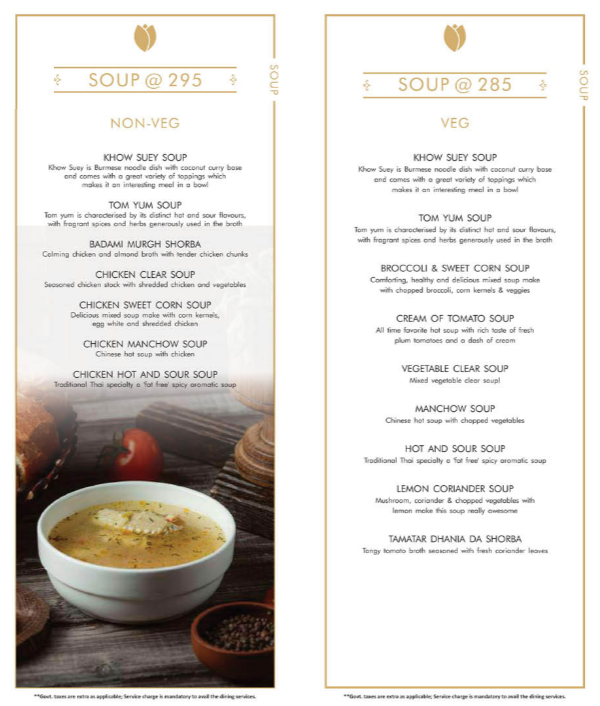 SOUP @ 295
SOUP
NON-VEG
KHOW SUEY SOUP
Khow Suey is Burmese noodle dish with coconut curry base
and comes with a great variety of toppings which
makes it an interesting meal in a bowl
TOM YUM SOUP
Tom yum is characterised by its distinct hot and sour flavours,
with fragrant spices and herbs generously used in the broth
BADAMI MURGH SHORBA
Calming chicken and almond broth with tender chicken chunks
CHICKEN CLEAR SOUP
Seasoned chicken stock with shredded chicken and vegetables
CHICKEN SWEET CORN SOUP
Delicious mixed soup make with corn kernels,
egg white and shredded chicken
CHICKEN MANCHOW SOUP
Chinese hot soup with chicken
CHICKEN HOT AND SOUR SOUP
Traditional Thai specialty a 'fat free' spicy aromatic soup
**Govt. taxes are extra as applicable; Service charge is mandatory to avail the dining services.
SOUP @ 285
SOUP
VEG
KHOW SUEY SOUP
Khow Suey is Burmese noodle dish with coconut curry base
and comes with a great variety of toppings which
makes it an interesting meal in a bowl
TOM YUM SOUP
Tom yum is characterised by its distinct hot and sour flavours,
with fragrant spices and herbs generously used in the broth
BROCCOLI & SWEET CORN SOUP
Comforting, healthy and delicious mixed soup make
with chopped broccoli, corn kernels & veggies
CREAM OF TOMATO SOUP
All time favorite hot soup with rich taste of fresh
plum tomatoes and a dash of cream
VEGETABLE CLEAR SOUP
Mixed vegetable clear soup!
MANCHOW SOUP
Chinese hot soup with chopped vegetables
HOT AND SOUR SOUP
Traditional Thai specialty a 'fat free' spicy aromatic soup
LEMON CORIANDER SOUP
Mushroom, coriander & chopped vegetables with
lemon make this soup really awesome
TAMATAR DHANIA DA SHORBA
Tangy tomato broth seasoned with fresh coriander leaves
**Govt. taxes are extra as applicable; Service charge is mandatory to avail the dining services.